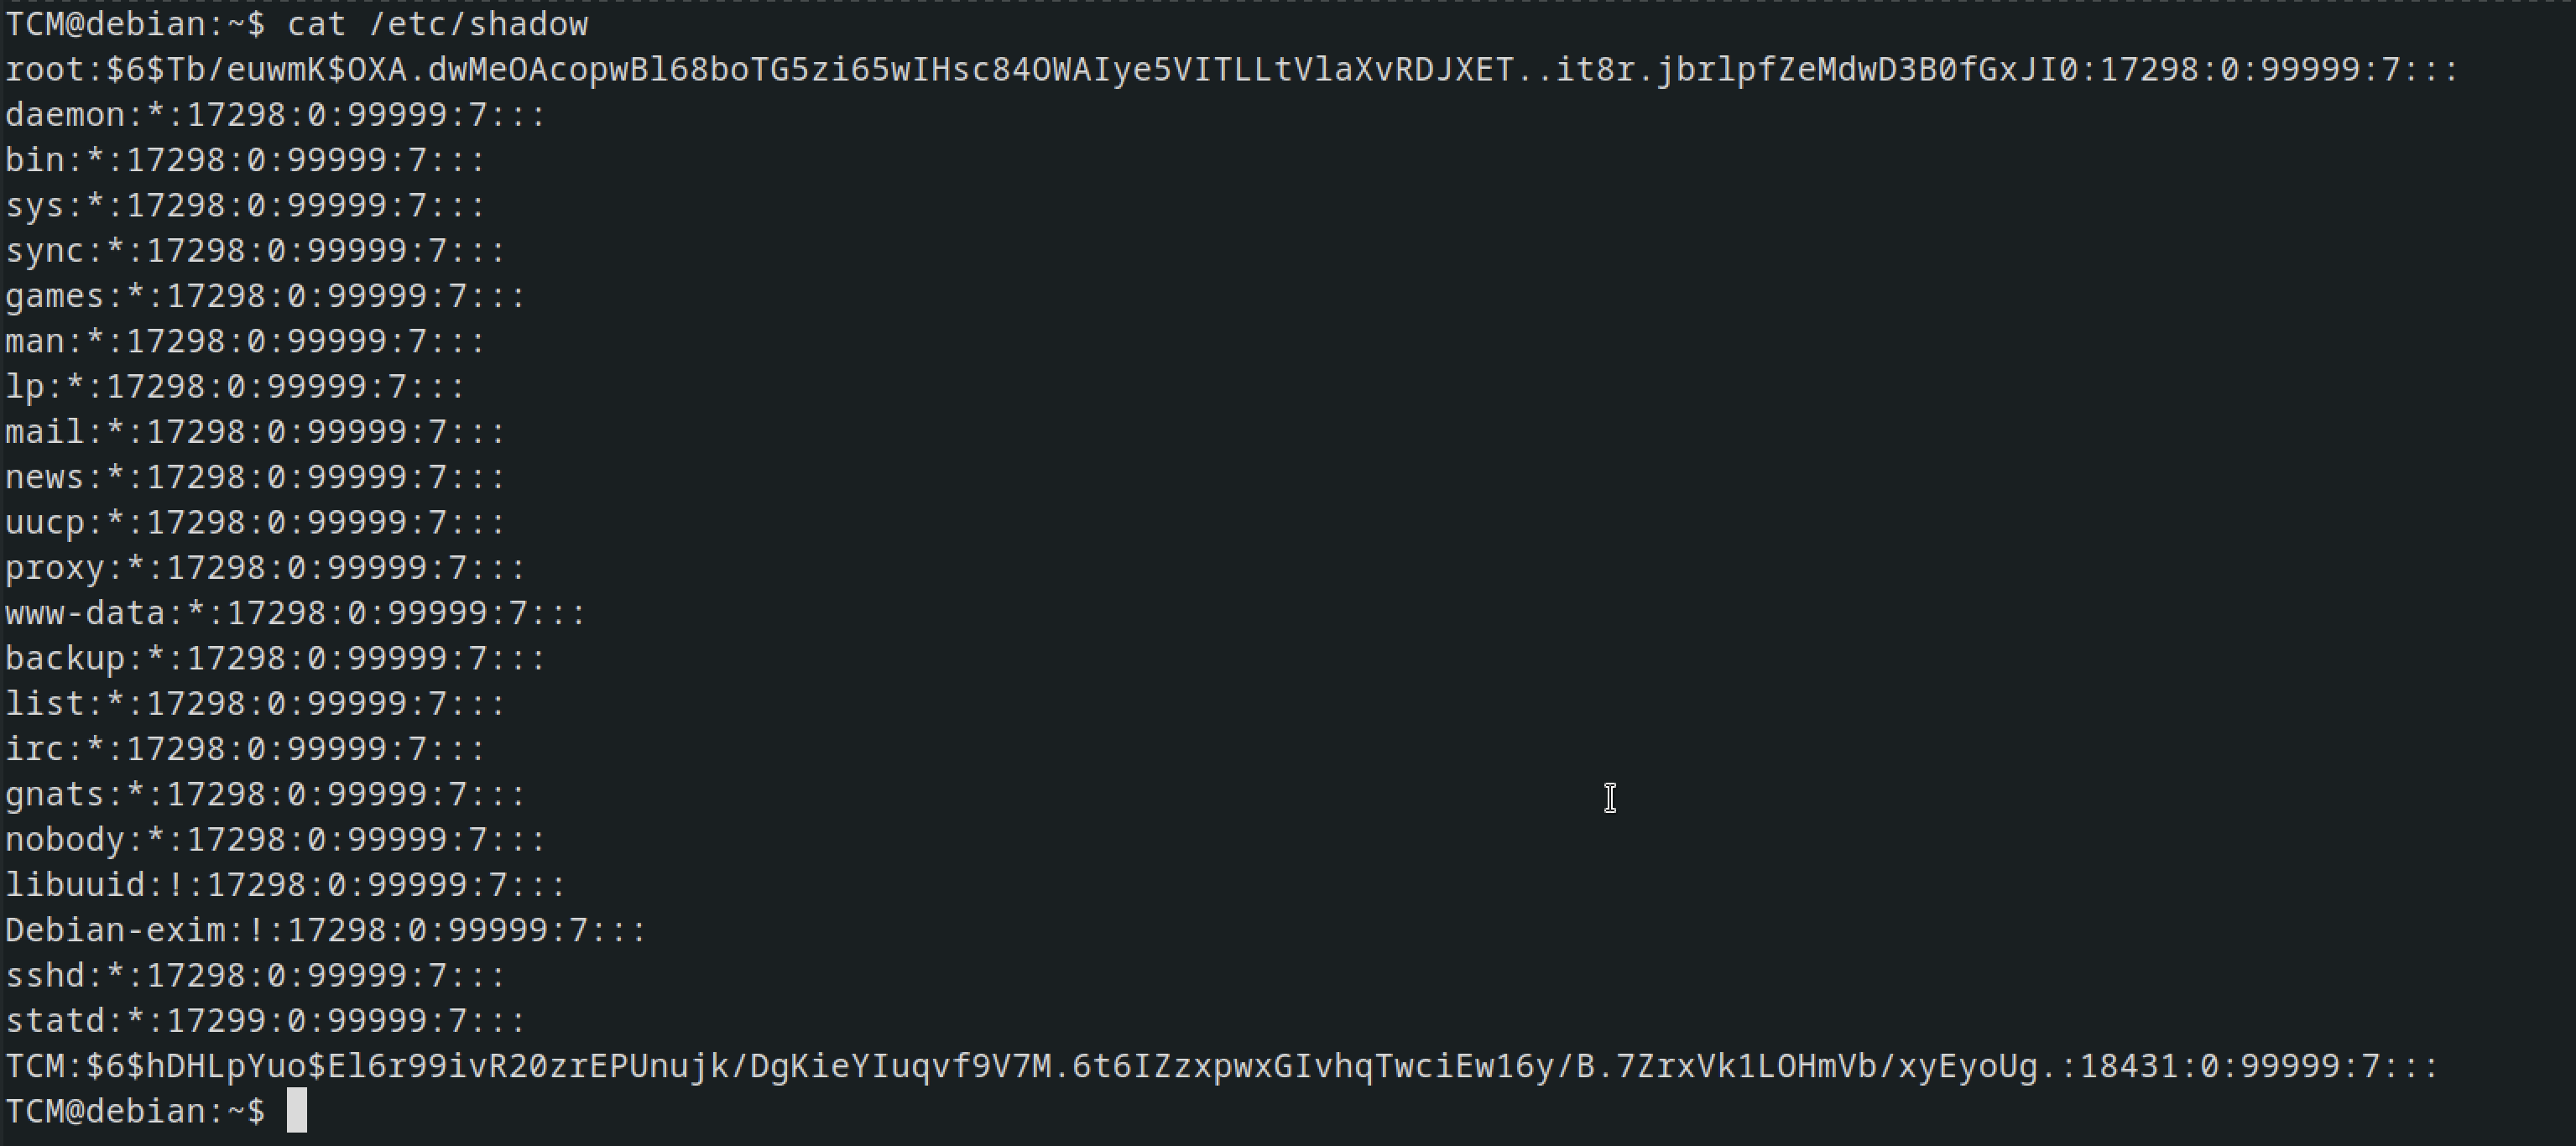 TCM@debian:~$ cat /etc/shadow
root:$6$Tb/euwmK$OXA.dwMeOAcopwBl68boTG5zi65wIHsc84OWAIye5VITLLtVlaXvRDJXET..it8r.jbrlpfZeMdwD3B0fGxJI0:17298:0:99999:7:::
daemon:*:17298:0:99999:7:::
bin:*:17298:0:99999:7:::
sys:*:17298:0:99999:7:::
sync:*:17298:0:99999:7:::
games:*:17298:0:99999:7:::
man:*:17298:0:99999:7:::
lp:*:17298:0:99999:7:::
mail:*:17298:0:99999:7:::
news:*:17298:0:99999:7:::
uucp:*:17298:0:99999:7:::
proxy:*:17298:0:99999:7:::
www-data:*:17298:0:99999:7:::
backup:*:17298:0:99999:7:::
list:*:17298:0:99999:7:::
irc:*:17298:0:99999:7:::
gnats:*:17298:0:99999:7:::
nobody:*:17298:0:99999:7:::
libuuid:!:17298:0:99999:7:::
Debian-exim:!:17298:0:99999:7:::
sshd:*:17298:0:99999:7:::
statd:*:17299:0:99999:7:::
TCM:$6$hDHLpYuo$El6r99ivR20zrEPUnujk/DgKieYIuqvf9V7M.6t6IZzxpwxGIvhqTwciEw16y/B.7ZrxVk1LOHmVb/xyEyoUg.:18431:0:99999:7:::
TCM@debian:~$